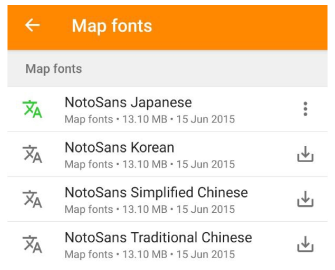 Map fonts
Map fonts
NotoSans Japanese
Map fonts • 13.10 MB • 15 Jun 2015
NotoSans Korean
Map fonts • 13.10 MB • 15 Jun 2015
NotoSans Simplified Chinese
Map fonts • 13.10 MB • 15 Jun 2015
NotoSans Traditional Chinese
Map fonts • 13.10 MB • 15 Jun 2015